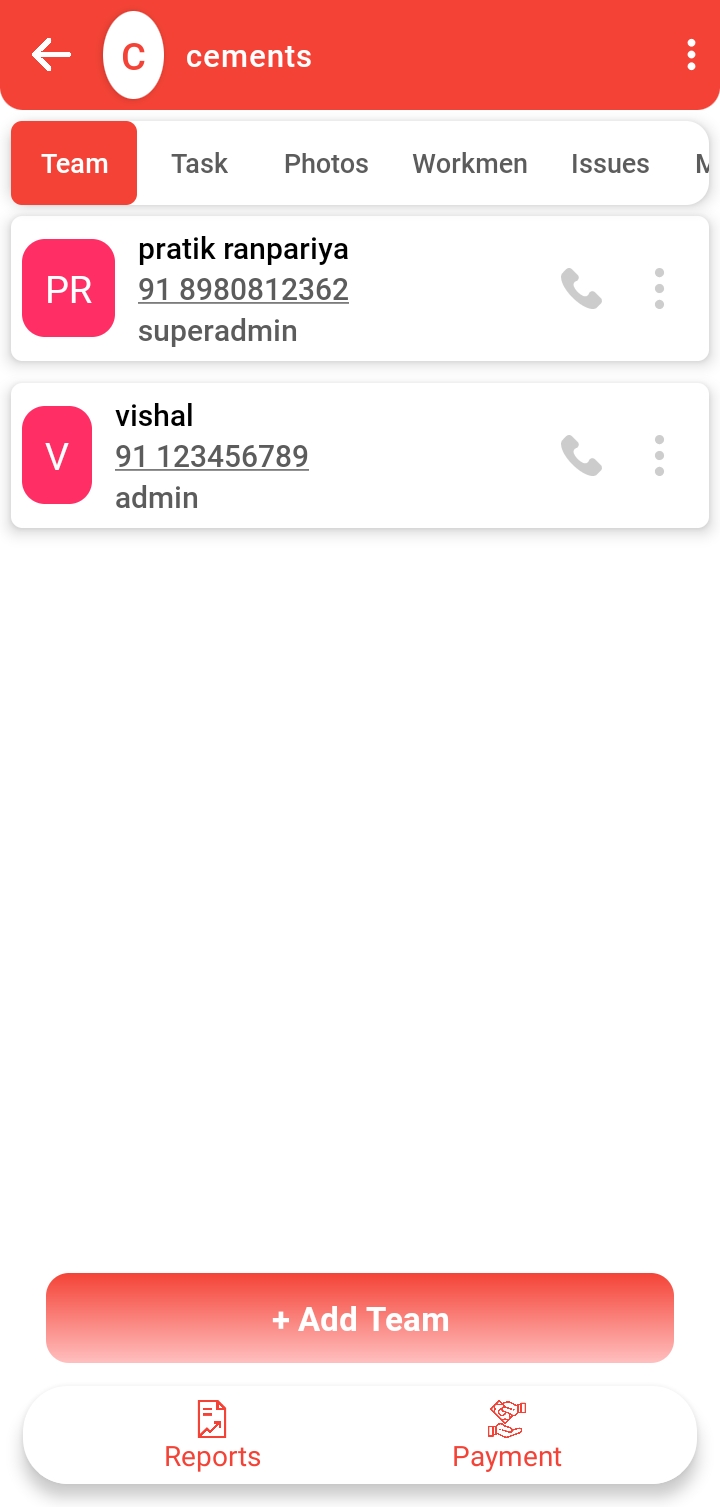 C cements
Team Task Photos Workmen Issues M
PR
pratik ranpariya
91 8980812362
superadmin
V
vishal
91 123456789
admin
+ Add Team
Reports Payment